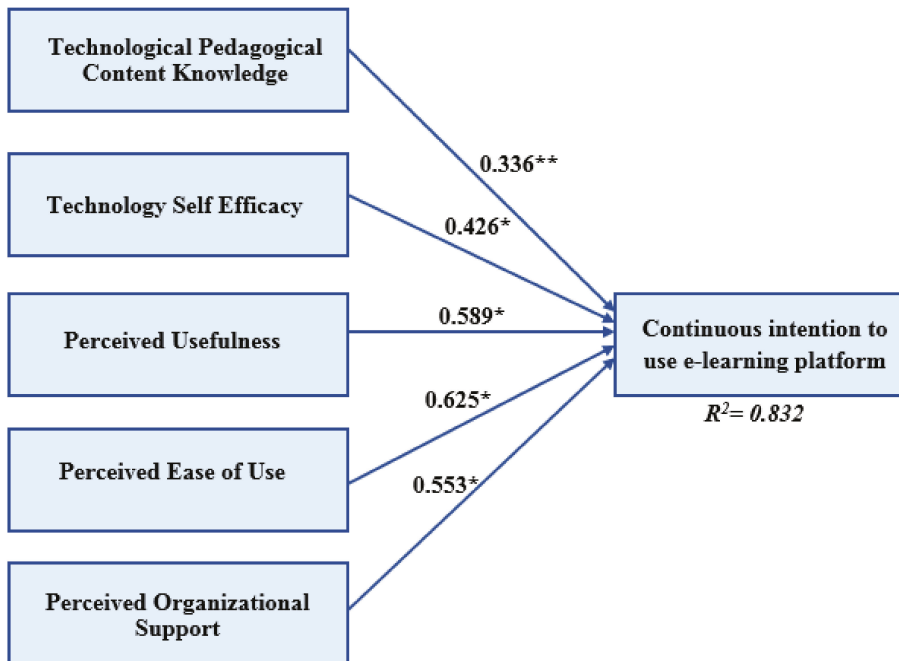 Technological Pedagogical
Content Knowledge
0.336**
Technology Self Efficacy
0.426*
Perceived Usefulness
0.589*
Continuous intention to
use e-learning platform
R²= 0.832
Perceived Ease of Use
0.625*
0.553*
Perceived Organizational
Support